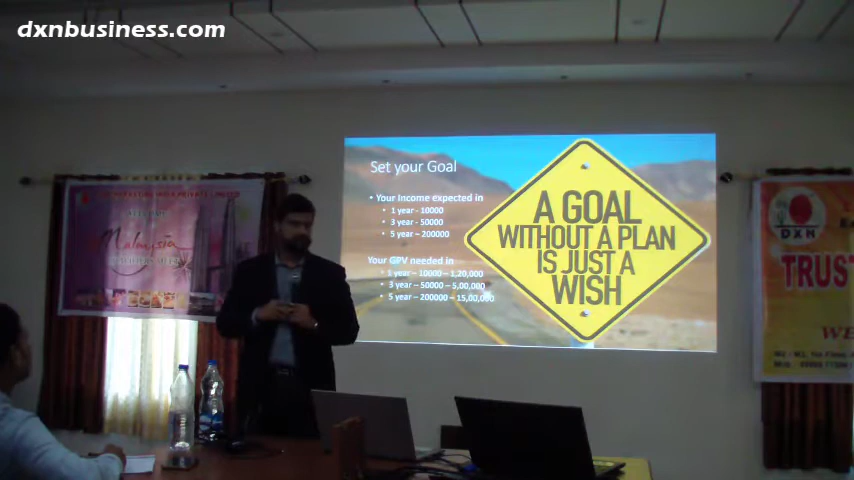 dxnbusiness.com
Set your Goal
• Your Income expected in
• 1 year - 10000
• 3 year - 50000
• 5 year - 200000
Your GPV needed in
• 1 year – 10000 – 1,20,000
• 3 year – 50000 – 5,00,000
• 5 year – 200000 – 15,00,000
A GOAL
WITHOUT A PLAN
IS JUST A
WISH
Malaysia
DXN
TRUST
WE